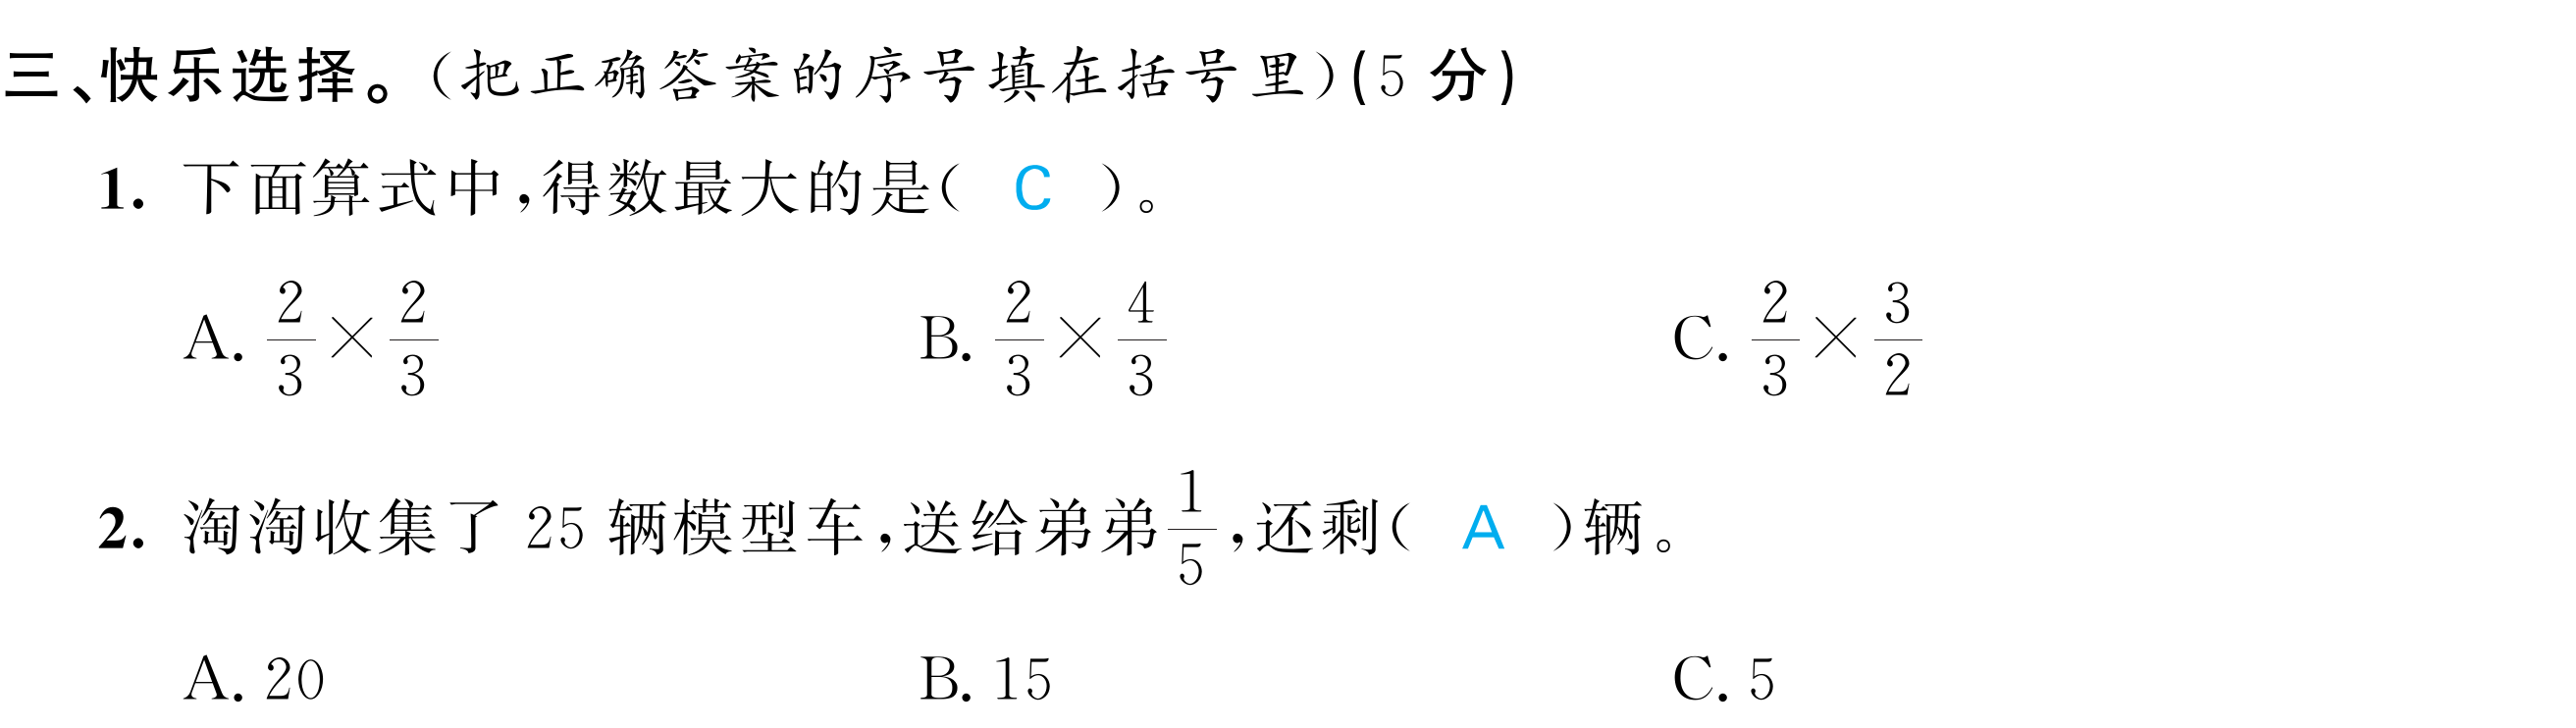 三、快乐选择。(把正确答案的序号填在括号里)(5 分)
1. 下面算式中,得数最大的是( C )。
A. 2/3×2/3 B. 2/3×4/3 C. 2/3×3/2
2. 淘淘收集了 25 辆模型车,送给弟弟1/5,还剩( A )辆。
A. 20 B. 15 C. 5